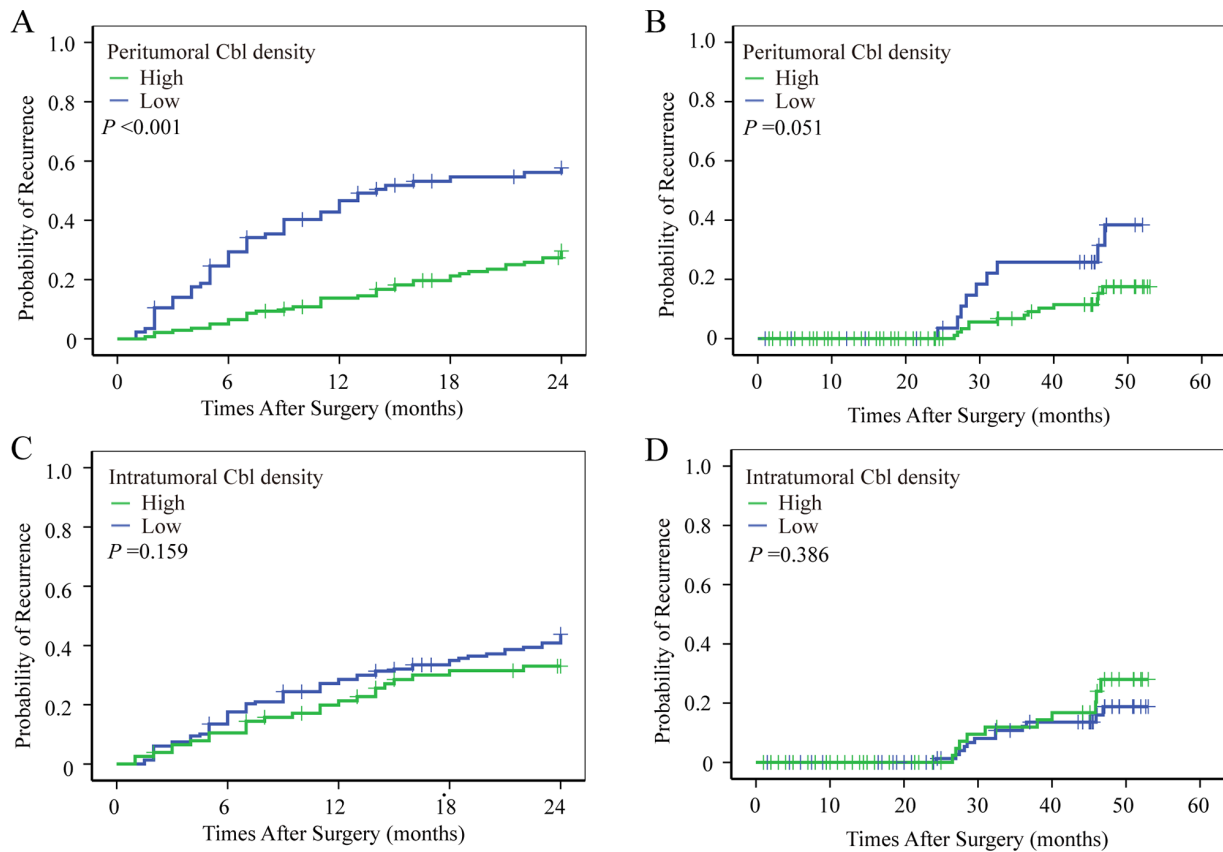 A
Peritumoral Cbl density
High
Low
P <0.001
1.0
0.8
0.6
0.4
0.2
0
Probability of Recurrence
0 6 12 18 24
Times After Surgery (months)
B
Peritumoral Cbl density
High
Low
P =0.051
1.0
0.8
0.6
0.4
0.2
0
Probability of Recurrence
0 10 20 30 40 50 60
Times After Surgery (months)
C
Intratumoral Cbl density
High
Low
P =0.159
1.0
0.8
0.6
0.4
0.2
0
Probability of Recurrence
0 6 12 18 24
Times After Surgery (months)
D
Intratumoral Cbl density
High
Low
P =0.386
1.0
0.8
0.6
0.4
0.2
0
Probability of Recurrence
0 10 20 30 40 50 60
Times After Surgery (months)